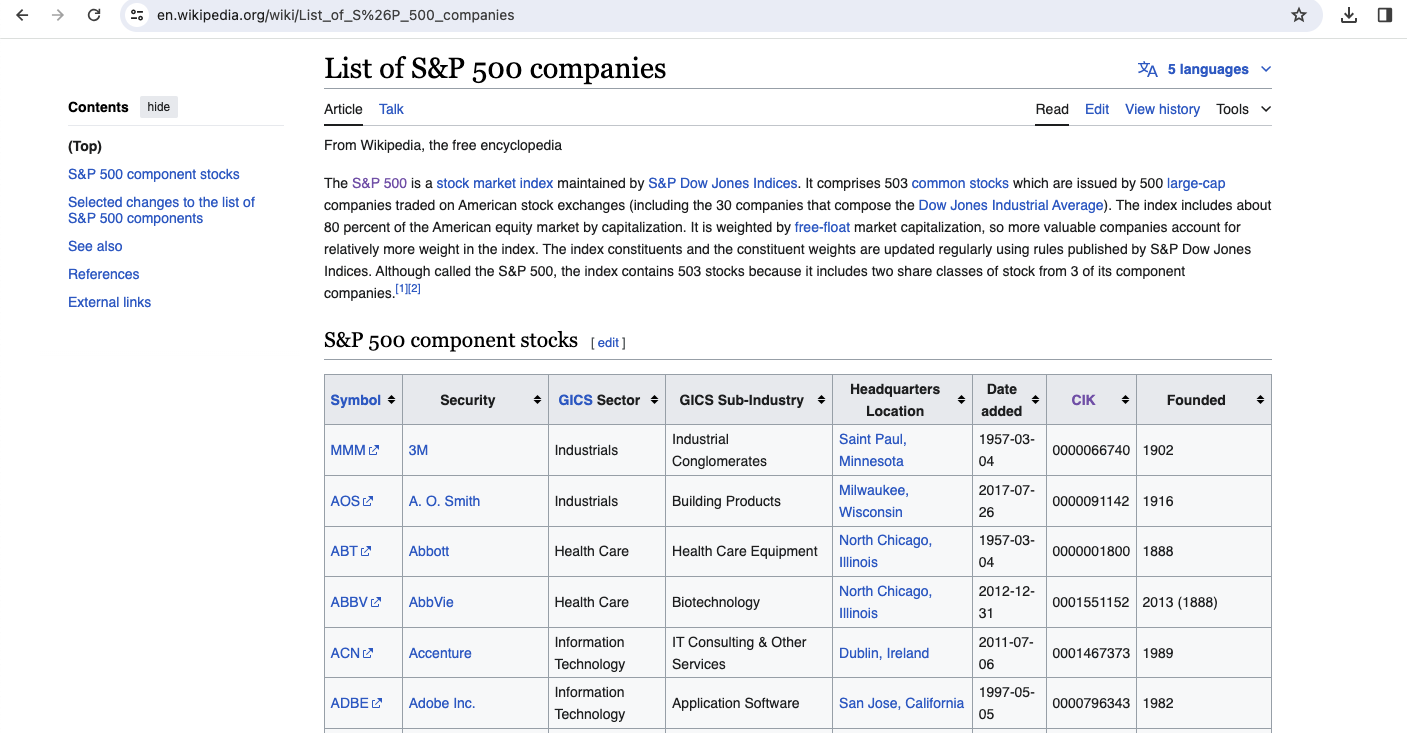 en.wikipedia.org/wiki/List_of_S%26P_500_companies
List of S&P 500 companies
5 languages
Contents hide
Article Talk
Read Edit View history Tools
(Top)
S&P 500 component stocks
Selected changes to the list of
S&P 500 components
See also
References
External links
From Wikipedia, the free encyclopedia
The S&P 500 is a stock market index maintained by S&P Dow Jones Indices. It comprises 503 common stocks which are issued by 500 large-cap
companies traded on American stock exchanges (including the 30 companies that compose the Dow Jones Industrial Average). The index includes about
80 percent of the American equity market by capitalization. It is weighted by free-float market capitalization, so more valuable companies account for
relatively more weight in the index. The index constituents and the constituent weights are updated regularly using rules published by S&P Dow Jones
Indices. Although called the S&P 500, the index contains 503 stocks because it includes two share classes of stock from 3 of its component
companies.[1][2]
S&P 500 component stocks [ edit ]
Symbol Security GICS Sector GICS Sub-Industry Headquarters Location Date added CIK Founded
MMM 3M Industrials Industrial Conglomerates Saint Paul, Minnesota 1957-03-04 0000066740 1902
AOS A. O. Smith Industrials Building Products Milwaukee, Wisconsin 2017-07-26 0000091142 1916
ABT Abbott Health Care Health Care Equipment North Chicago, Illinois 1957-03-04 0000001800 1888
ABBV AbbVie Health Care Biotechnology North Chicago, Illinois 2012-12-31 0001551152 2013 (1888)
ACN Accenture Information Technology IT Consulting & Other Services Dublin, Ireland 2011-07-06 0001467373 1989
ADBE Adobe Inc. Information Technology Application Software San Jose, California 1997-05-05 0000796343 1982